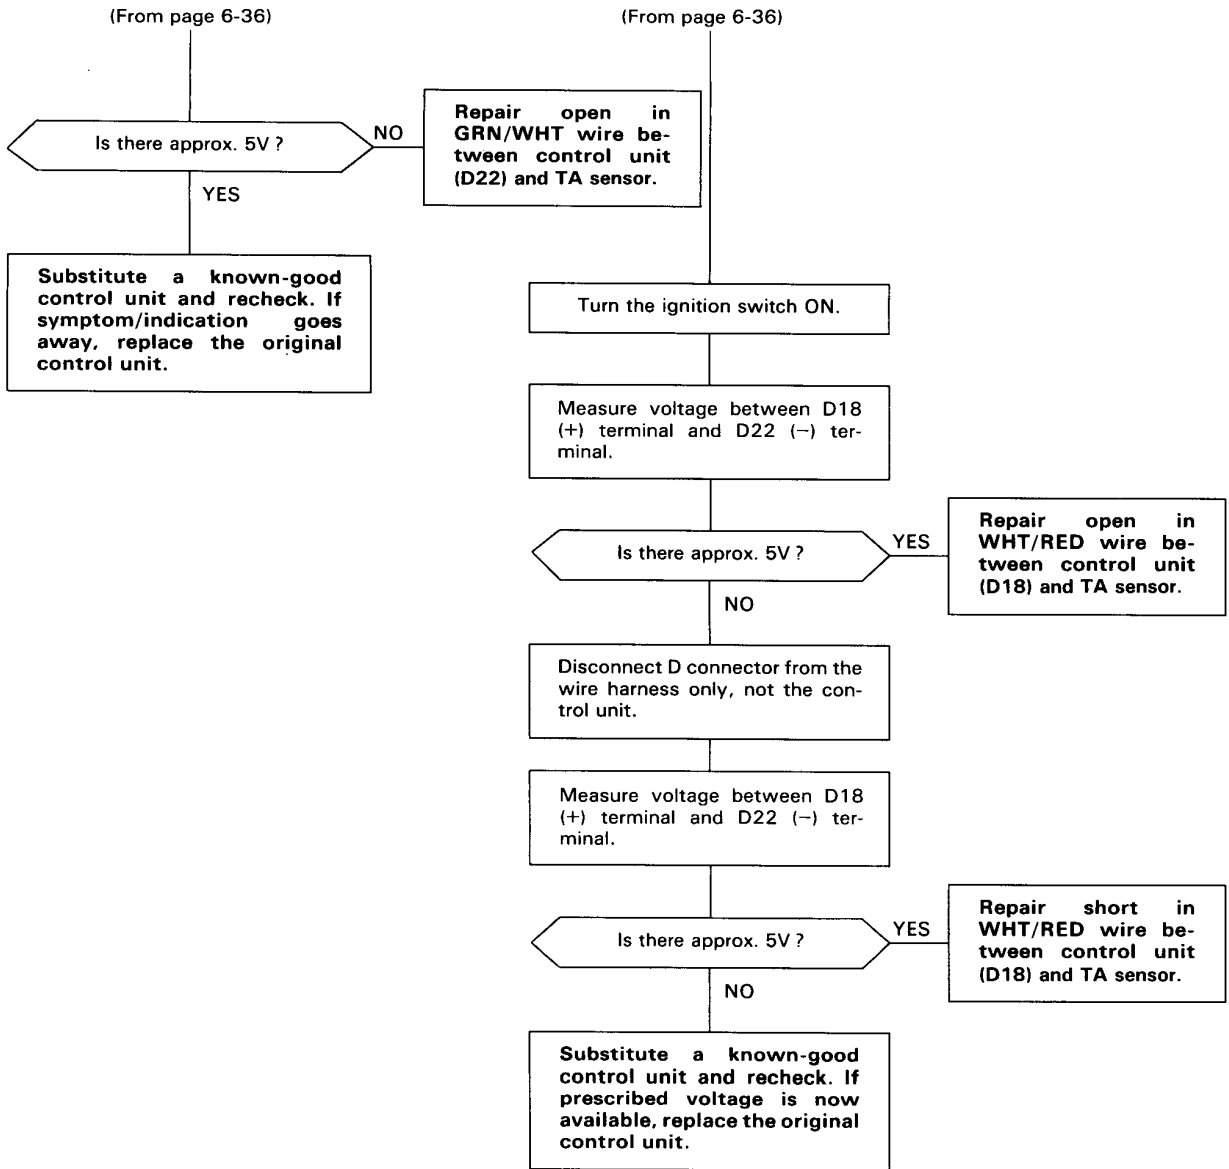 (From page 6-36)
Is there approx. 5V ?
NO
Repair open in
GRN/WHT wire be-
tween control unit
(D22) and TA sensor.
YES
Substitute a known-good
control unit and recheck. If
symptom/indication goes
away, replace the original
control unit.
(From page 6-36)
Turn the ignition switch ON.
Measure voltage between D18
(+) terminal and D22 (−) ter-
minal.
Is there approx. 5V ?
YES
Repair open in
WHT/RED wire be-
tween control unit
(D18) and TA sensor.
NO
Disconnect D connector from the
wire harness only, not the con-
trol unit.
Measure voltage between D18
(+) terminal and D22 (−) ter-
minal.
Is there approx. 5V ?
YES
Repair short in
WHT/RED wire be-
tween control unit
(D18) and TA sensor.
NO
Substitute a known-good
control unit and recheck. If
prescribed voltage is now
available, replace the original
control unit.